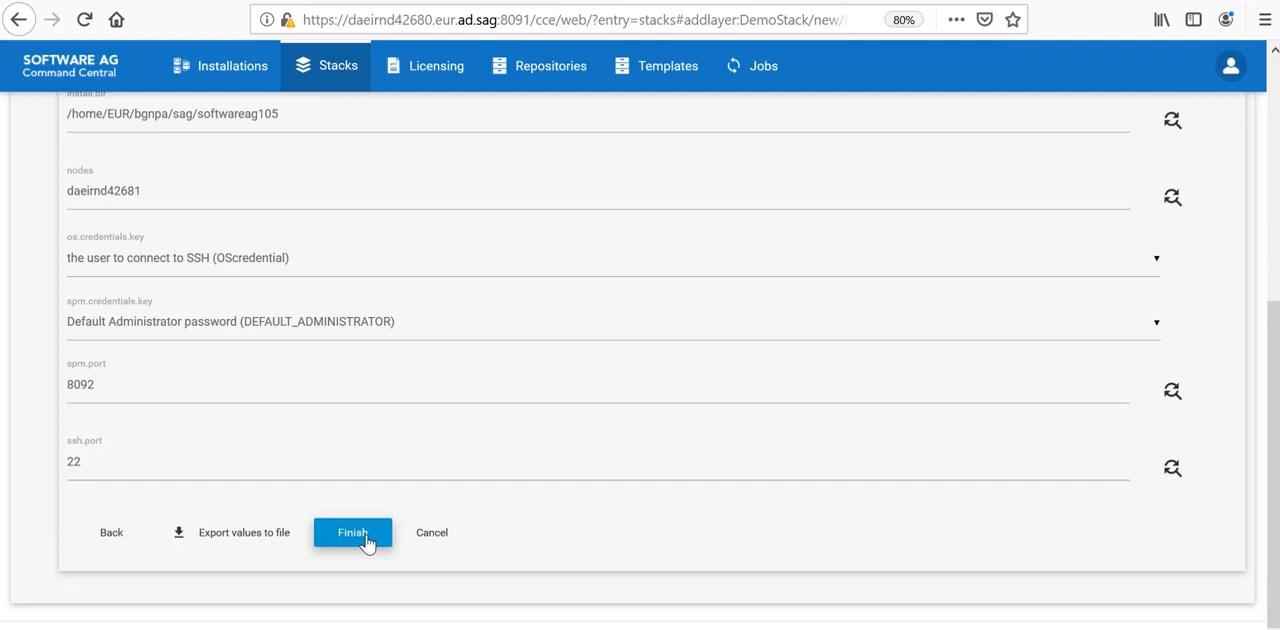 https://daeirnd42680.eur.ad.sag:8091/cce/web/?entry=stacks#addlayer:DemoStack/new/
80%
SOFTWARE AG
Command Central
Installations
Stacks
Licensing
Repositories
Templates
Jobs
install.dir
/home/EUR/bgnpa/sag/softwareag105
nodes
daeirnd42681
os.credentials.key
the user to connect to SSH (OScredential)
spm.credentials.key
Default Administrator password (DEFAULT_ADMINISTRATOR)
spm.port
8092
ssh.port
22
Back
Export values to file
Finish
Cancel